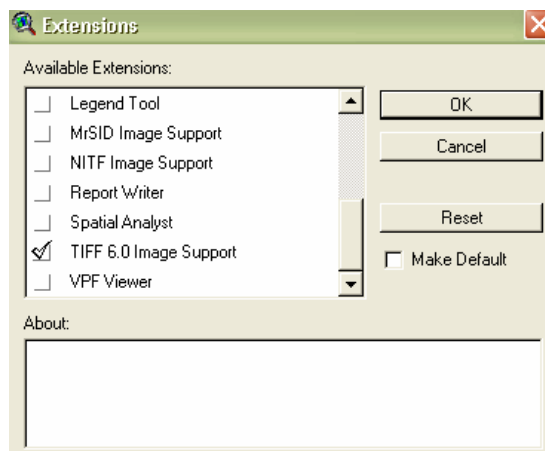 Extensions
Available Extensions:
Legend Tool
MrSID Image Support
NITF Image Support
Report Writer
Spatial Analyst
TIFF 6.0 Image Support
VPF Viewer
OK
Cancel
Reset
Make Default
About: